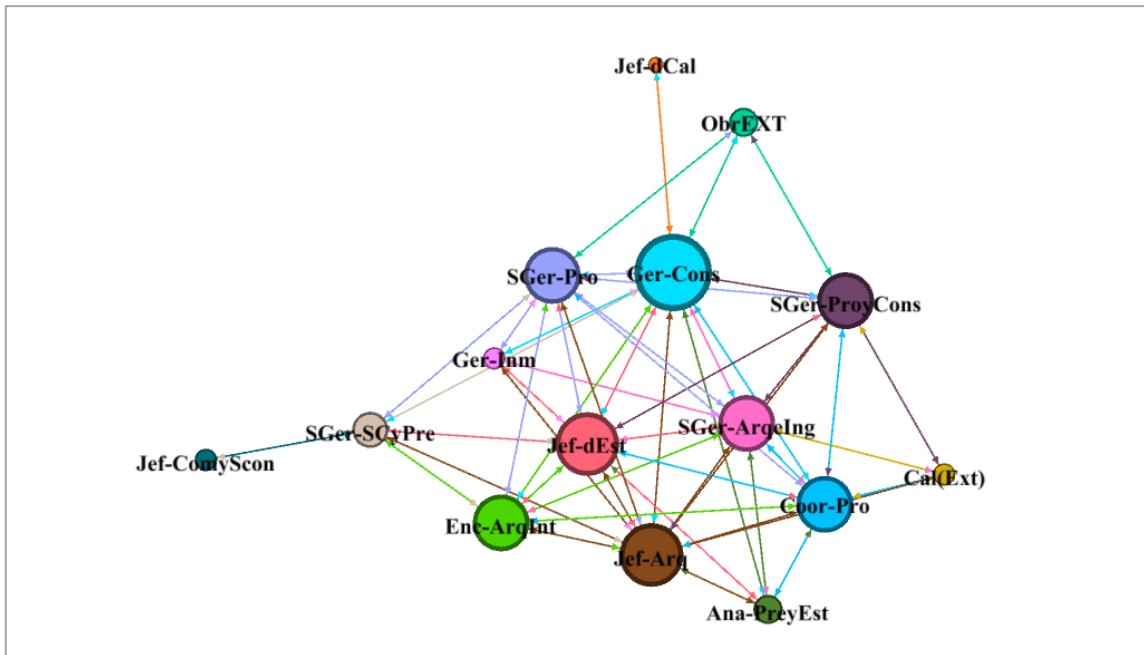 Jef-dCal
ObrEXT
SGer-Pro
Ger-Cons
SGer-ProyCons
Ger-Inm
SGer-SCyPre
Jef-dEst
SGer-ArqeIng
Jef-ComyScon
Cal(Ext)
Coor-Pro
Enc-ArqInt
Jef-Arq
Ana-PreyEst